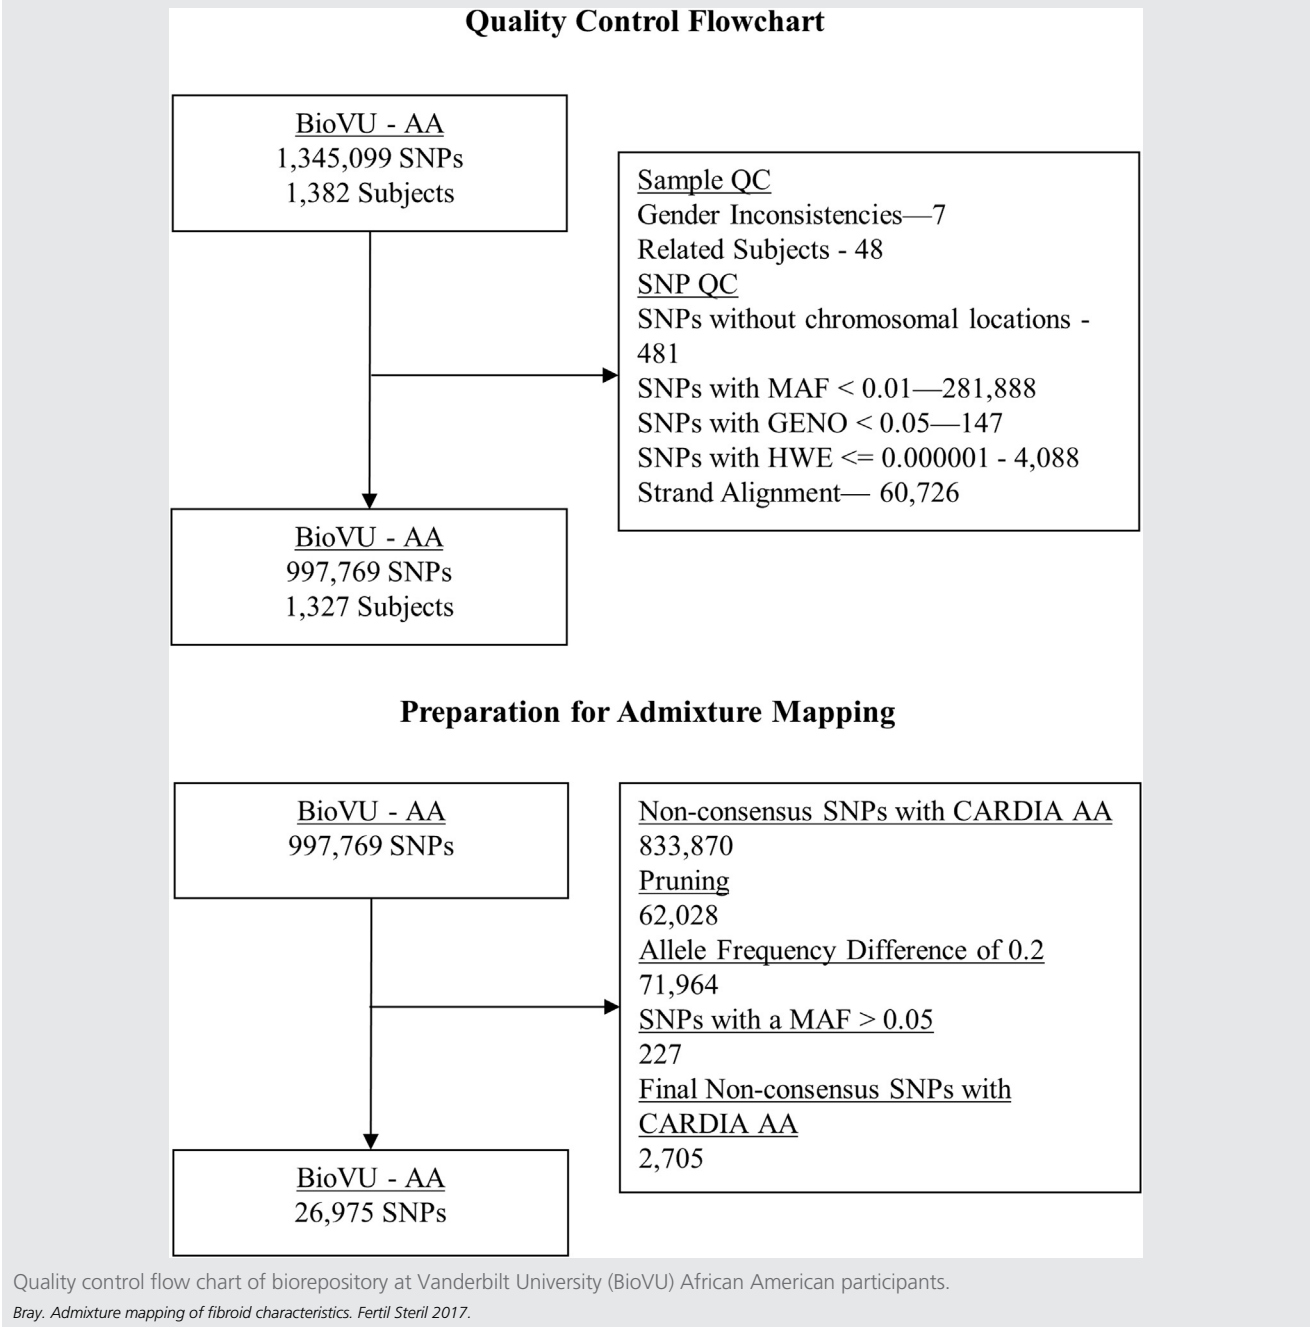 Quality Control Flowchart
BioVU - AA
1,345,099 SNPs
1,382 Subjects
Sample QC
Gender Inconsistencies—7
Related Subjects - 48
SNP QC
SNPs without chromosomal locations -
481
SNPs with MAF < 0.01—281,888
SNPs with GENO < 0.05—147
SNPs with HWE <= 0.000001 - 4,088
Strand Alignment— 60,726
BioVU - AA
997,769 SNPs
1,327 Subjects
Preparation for Admixture Mapping
BioVU - AA
997,769 SNPs
Non-consensus SNPs with CARDIA AA
833,870
Pruning
62,028
Allele Frequency Difference of 0.2
71,964
SNPs with a MAF > 0.05
227
Final Non-consensus SNPs with
CARDIA AA
2,705
BioVU - AA
26,975 SNPs
Quality control flow chart of biorepository at Vanderbilt University (BioVU) African American participants.
Bray. Admixture mapping of fibroid characteristics. Fertil Steril 2017.